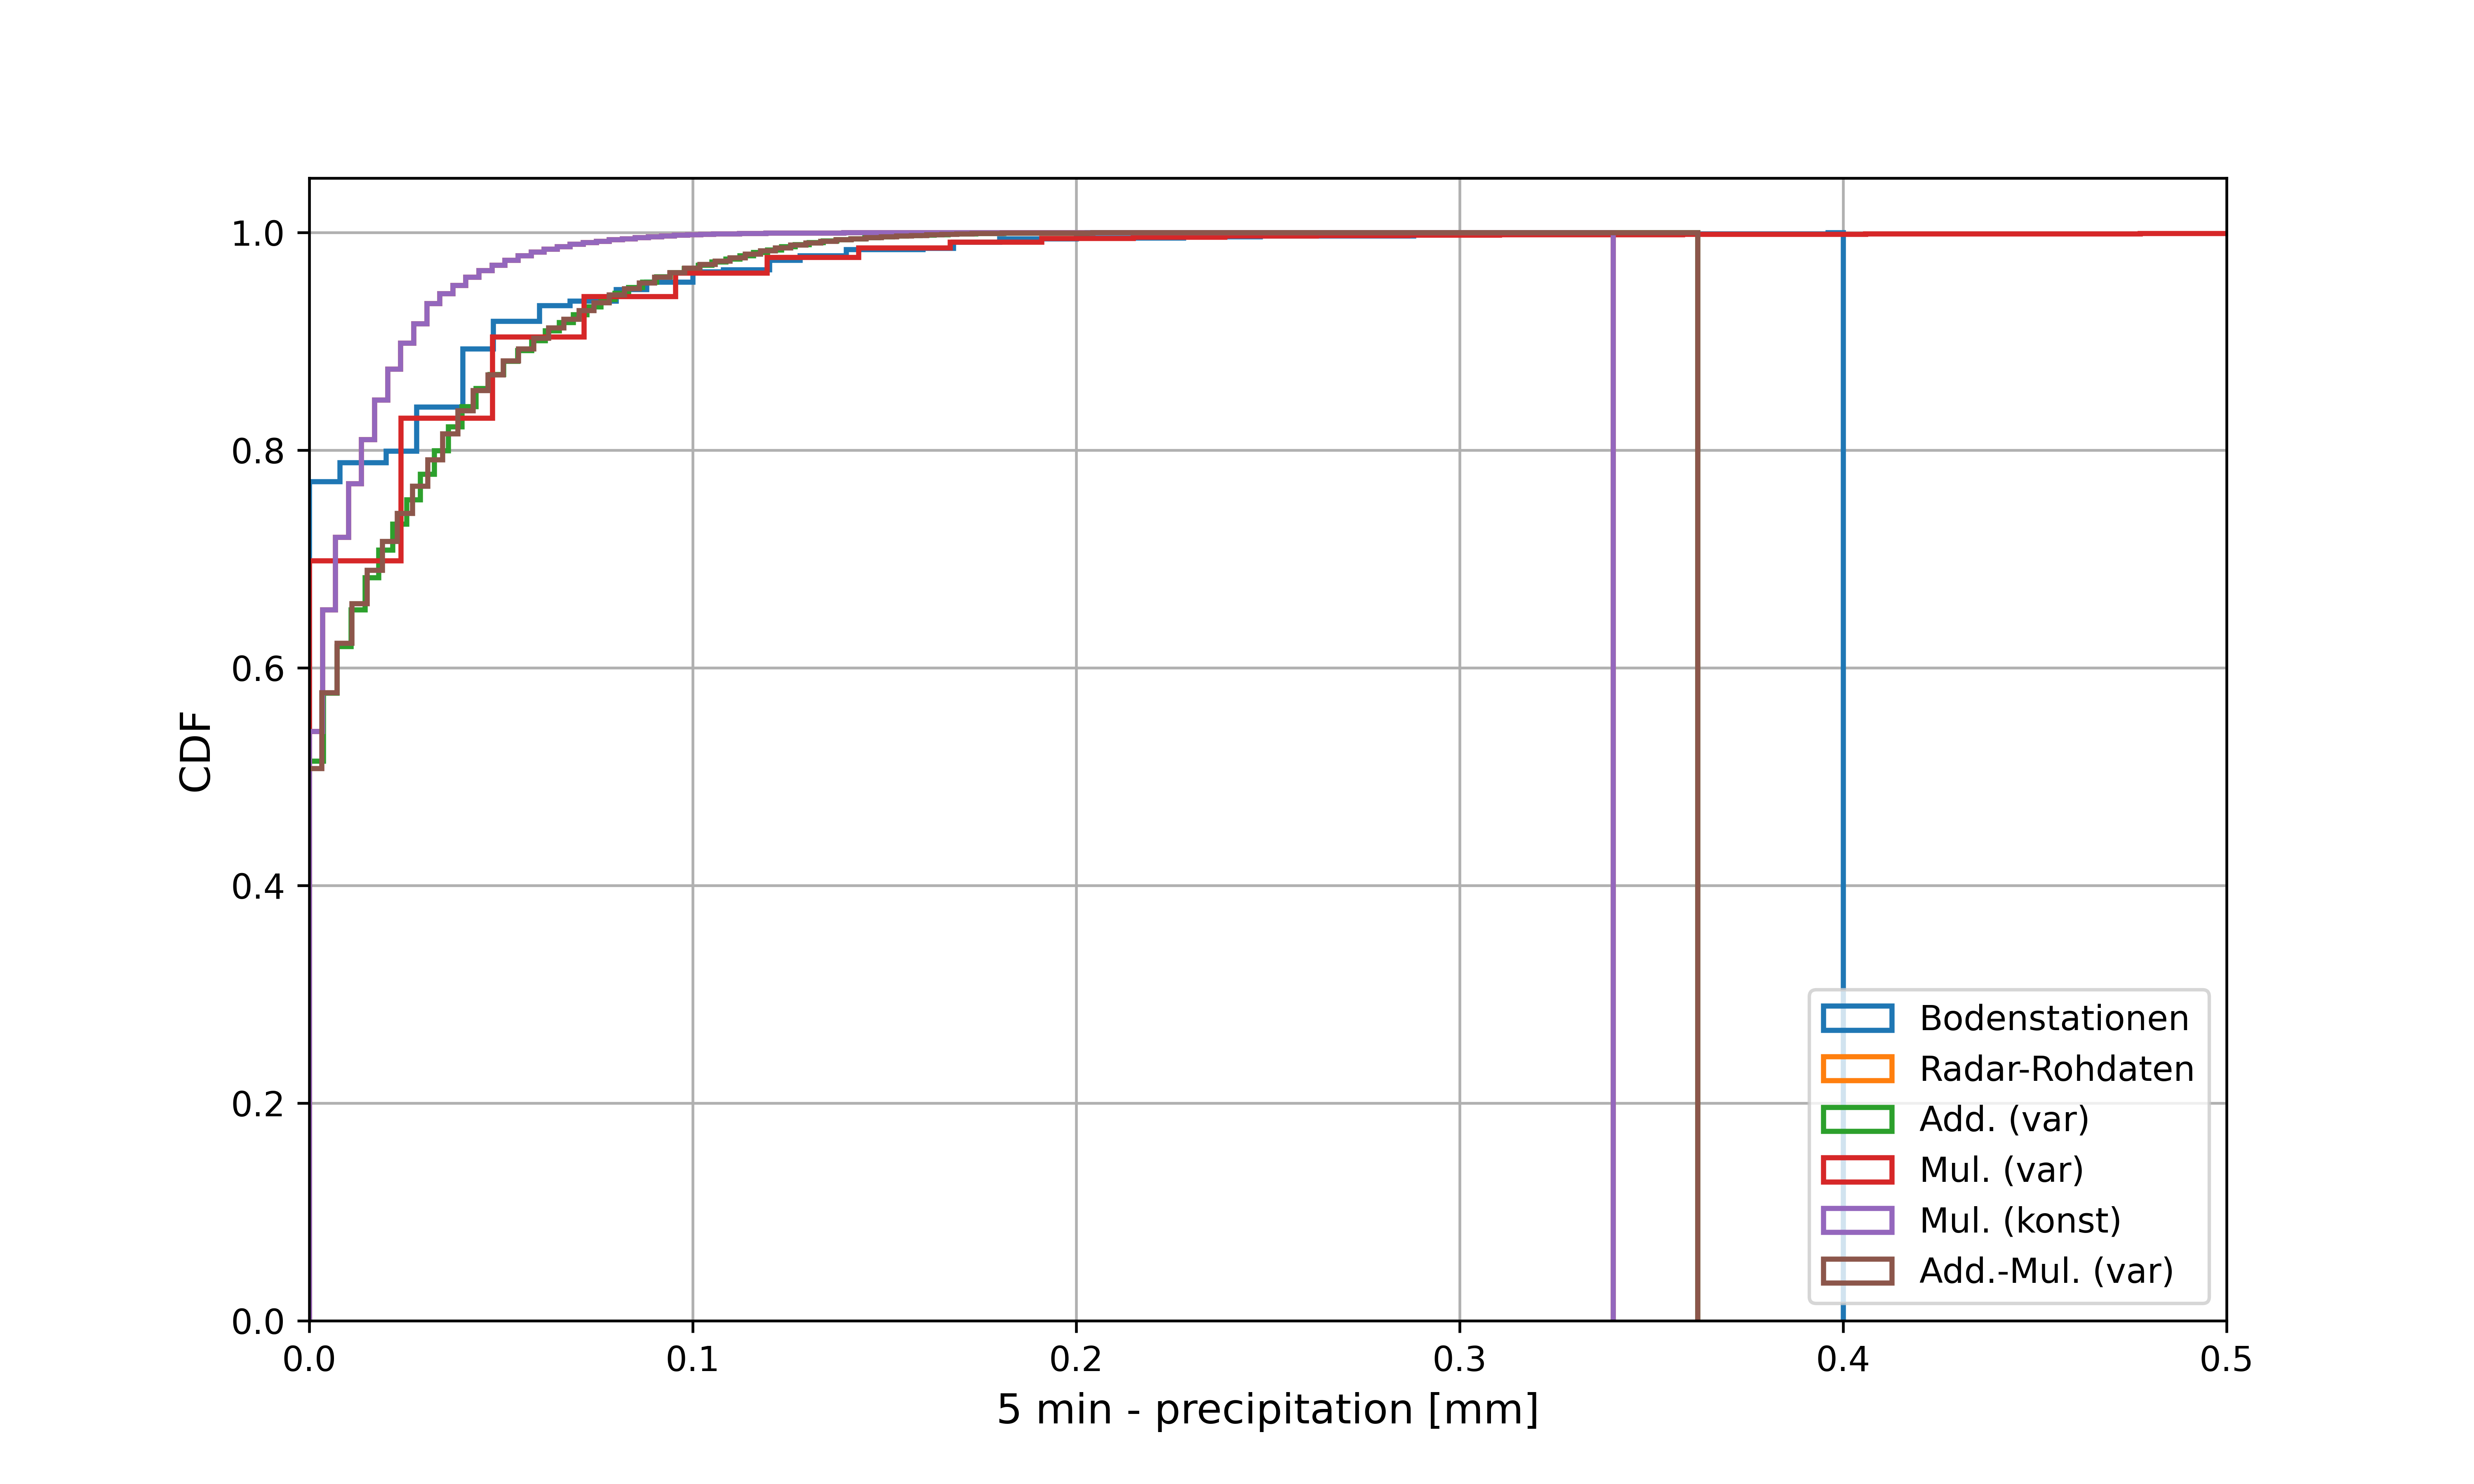 1.0
0.8
0.6
0.4
0.2
0.0
CDF
0.0 0.1 0.2 0.3 0.4 0.5
5 min - precipitation [mm]
Bodenstationen
Radar-Rohdaten
Add. (var)
Mul. (var)
Mul. (konst)
Add.-Mul. (var)